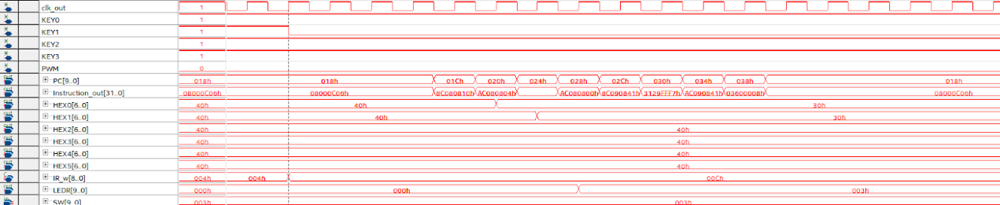 clk_out 1
KEY0 1
KEY1 1
KEY2 1
KEY3 1
PWM 0
PC[9..0] 018h 018h 01Ch 020h 024h 028h 02Ch 030h 034h 038h 018h
Instruction_out[31..0] 08000C06h 08000C06h 8C080810h AC080804h AC080800h 8C090841h 3129FFF7h AC090841h 03600008h 08000C06h
HEX0[6..0] 40h 40h 30h
HEX1[6..0] 40h 40h 30h
HEX2[6..0] 40h 40h
HEX3[6..0] 40h 40h
HEX4[6..0] 40h 40h
HEX5[6..0] 40h 40h
IR_w[8..0] 004h 004h 00Ch
LEDR[9..0] 000h 000h 003h
SW[9..0] 003h 003h